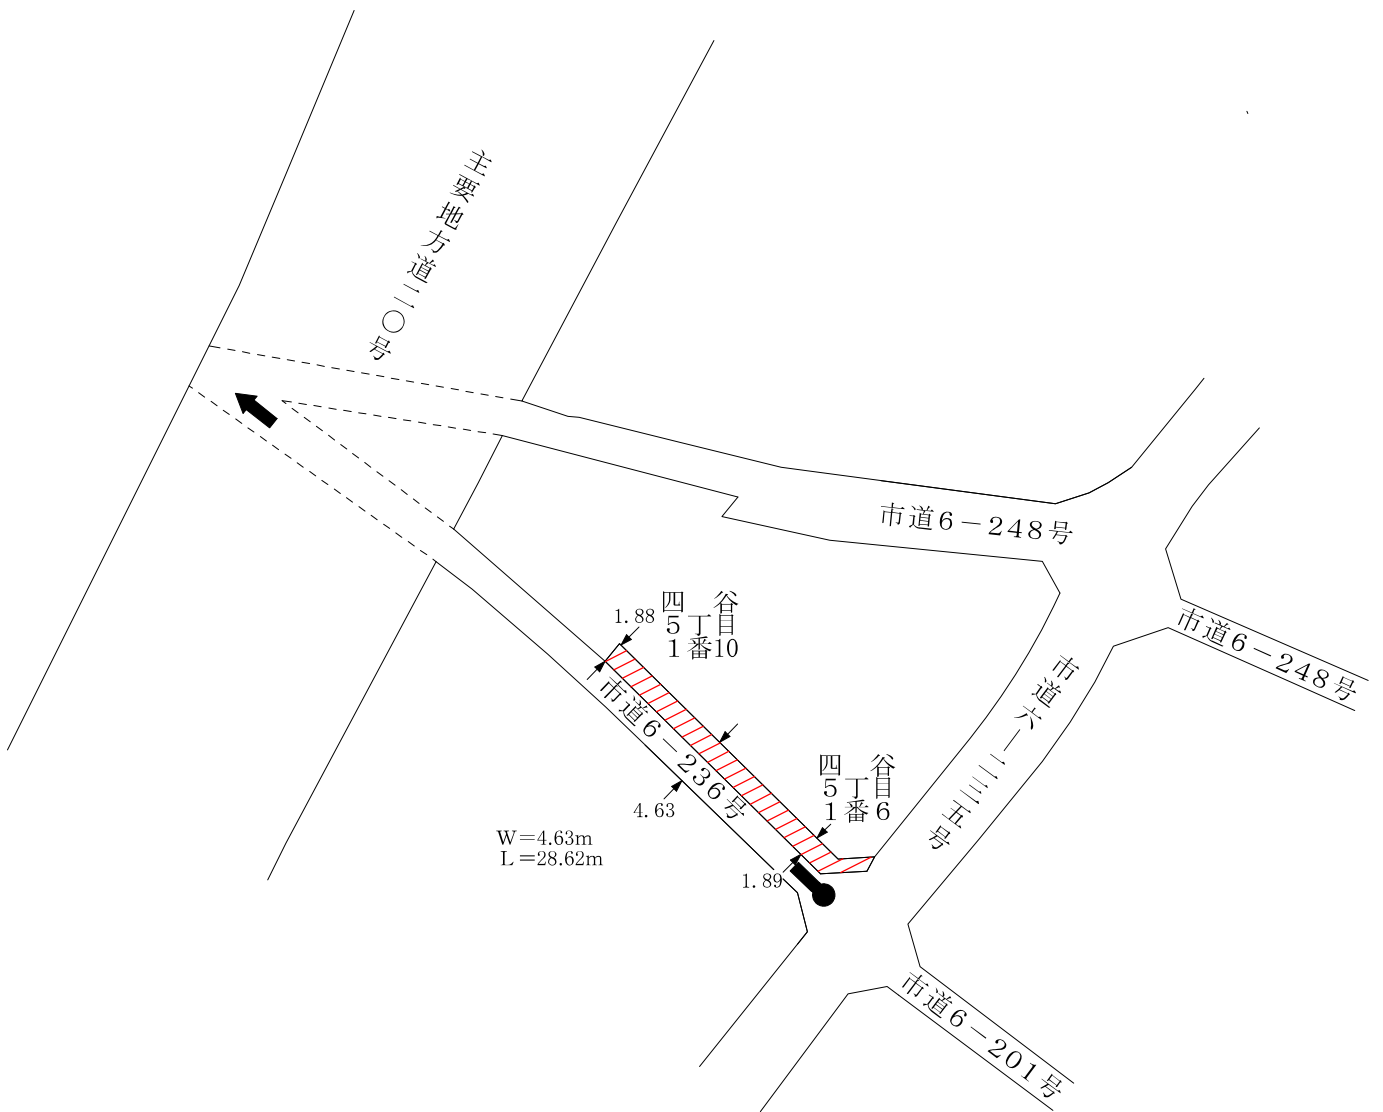 主要地方道二〇号
市道6－248号
四　谷
5丁目
1番10
1.88
市道6－248号
市道六―二三五号
市道6－236号
四　谷
5丁目
1番6
4.63
W＝4.63m
L＝28.62m
1.89
市道6－201号